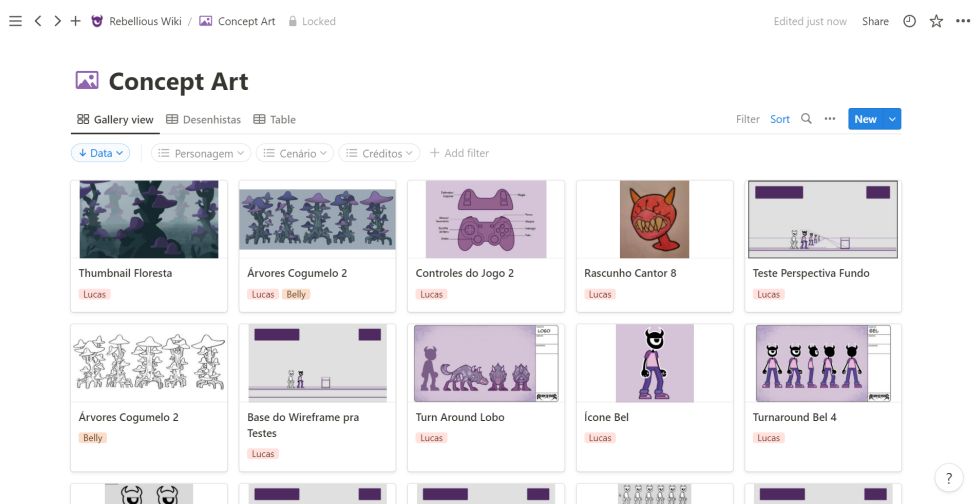 Rebellious Wiki / Concept Art Locked
Edited just now Share
Concept Art
Gallery view Desenhistas Table
Filter Sort New
Data Personagem Cenário Créditos + Add filter
Thumbnail Floresta
Lucas
Árvores Cogumelo 2
Lucas Belly
Controles do Jogo 2
Lucas
Rascunho Cantor 8
Lucas
Teste Perspectiva Fundo
Lucas
LOBO
BEL
Árvores Cogumelo 2
Belly
Base do Wireframe pra
Testes
Lucas
Turn Around Lobo
Lucas
Ícone Bel
Lucas
Turnaround Bel 4
Lucas
?